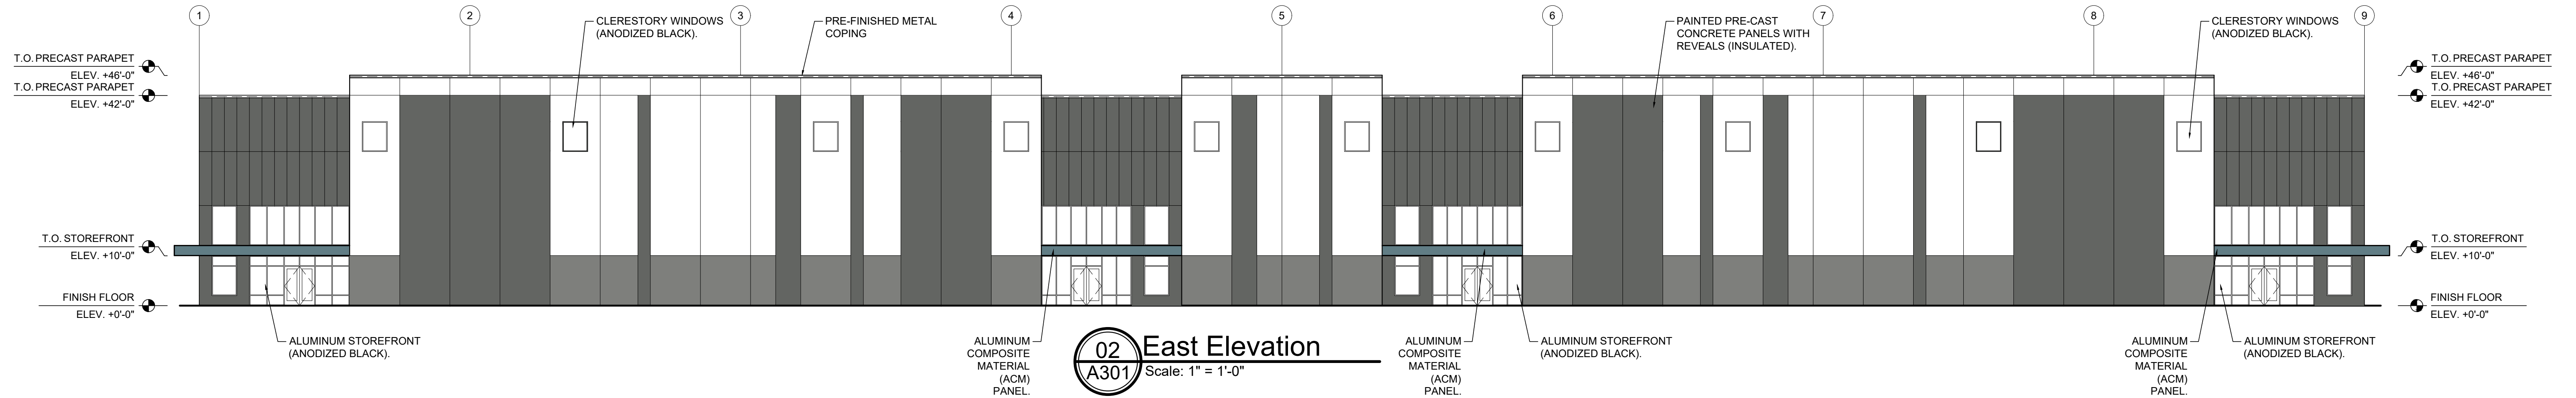 1
2
3
4
5
6
7
8
9
CLERESTORY WINDOWS
(ANODIZED BLACK).
PRE-FINISHED METAL
COPING
PAINTED PRE-CAST
CONCRETE PANELS WITH
REVEALS (INSULATED).
CLERESTORY WINDOWS
(ANODIZED BLACK).
T.O. PRECAST PARAPET
ELEV. +46'-0"
T.O. PRECAST PARAPET
ELEV. +42'-0"
T.O. STOREFRONT
ELEV. +10'-0"
FINISH FLOOR
ELEV. +0'-0"
T.O. PRECAST PARAPET
ELEV. +46'-0"
T.O. PRECAST PARAPET
ELEV. +42'-0"
T.O. STOREFRONT
ELEV. +10'-0"
FINISH FLOOR
ELEV. +0'-0"
ALUMINUM STOREFRONT
(ANODIZED BLACK).
ALUMINUM
COMPOSITE
MATERIAL
(ACM)
PANEL.
02
A301
East Elevation
Scale: 1" = 1'-0"
ALUMINUM
COMPOSITE
MATERIAL
(ACM)
PANEL.
ALUMINUM STOREFRONT
(ANODIZED BLACK).
ALUMINUM
COMPOSITE
MATERIAL
(ACM)
PANEL.
ALUMINUM STOREFRONT
(ANODIZED BLACK).